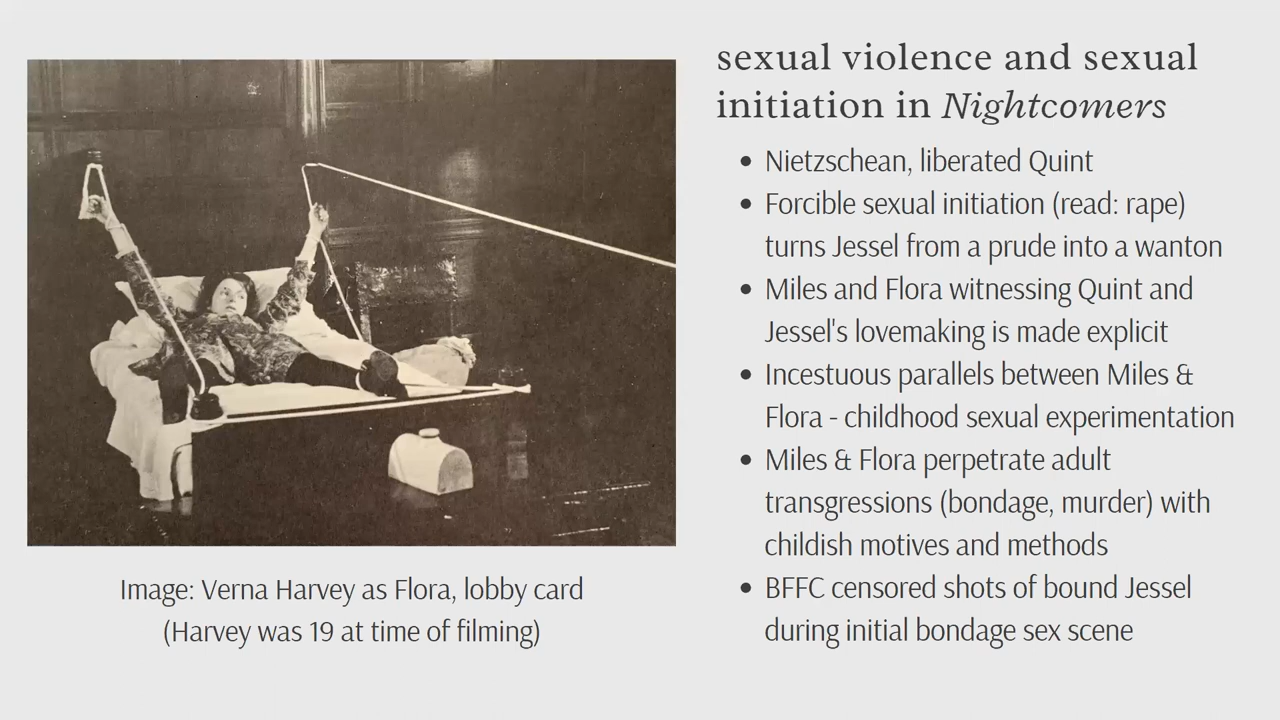 sexual violence and sexual
initiation in Nightcomers
• Nietzschean, liberated Quint
• Forcible sexual initiation (read: rape)
turns Jessel from a prude into a wanton
• Miles and Flora witnessing Quint and
Jessel's lovemaking is made explicit
• Incestuous parallels between Miles &
Flora - childhood sexual experimentation
• Miles & Flora perpetrate adult
transgressions (bondage, murder) with
childish motives and methods
• BFFC censored shots of bound Jessel
during initial bondage sex scene
Image: Verna Harvey as Flora, lobby card
(Harvey was 19 at time of filming)